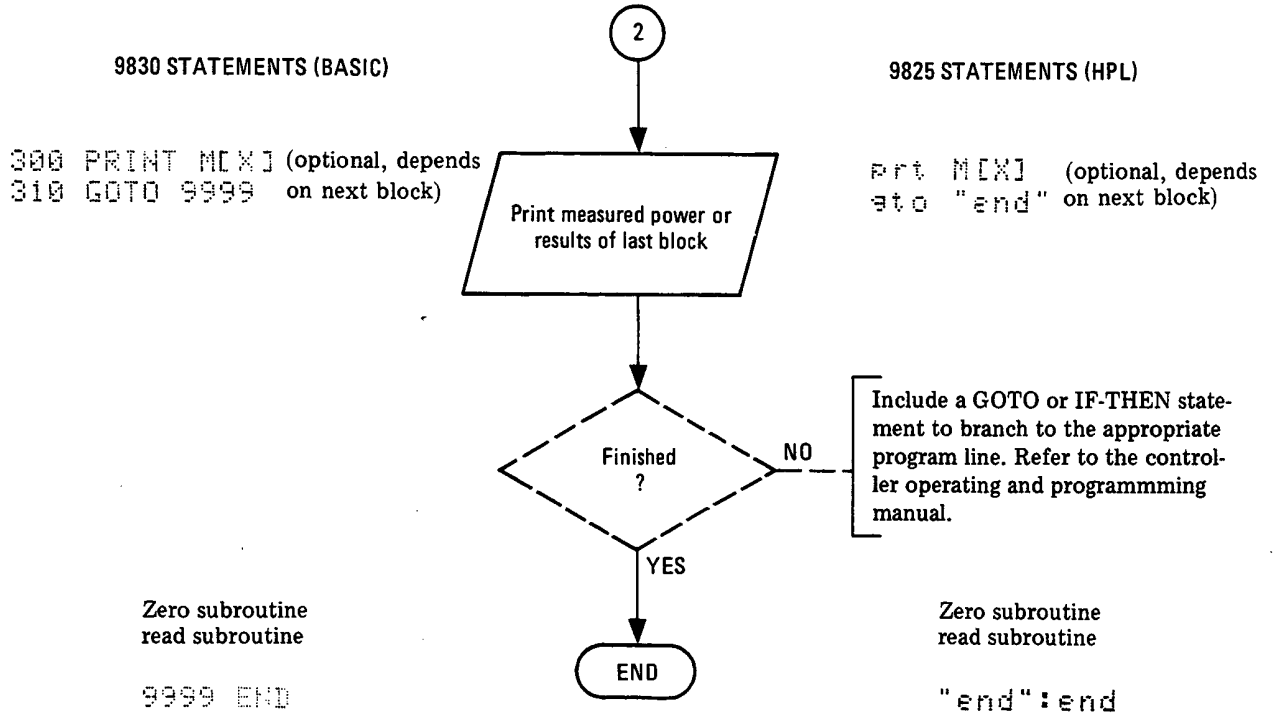 2
9830 STATEMENTS (BASIC)
9825 STATEMENTS (HPL)
300 PRINT M[X] (optional, depends
310 GOTO 9999 on next block)
Print measured power or
results of last block
prt M[X] (optional, depends
gto "end" on next block)
Finished
?
NO
Include a GOTO or IF-THEN state-
ment to branch to the appropriate
program line. Refer to the control-
ler operating and programmming
manual.
YES
Zero subroutine
read subroutine
Zero subroutine
read subroutine
END
9999 END
"end":end